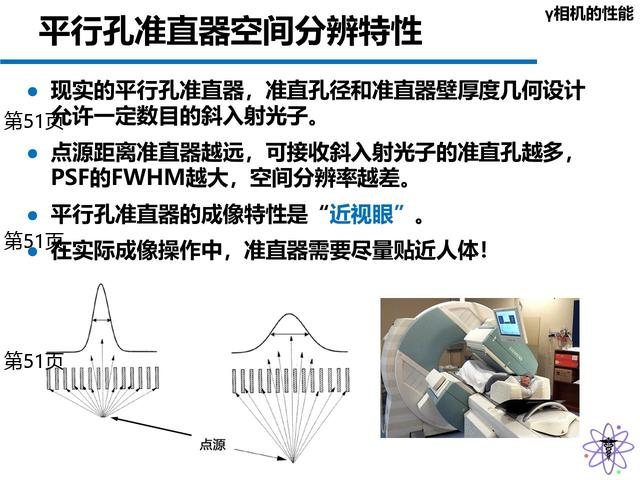 γ相机的性能
平行孔准直器空间分辨特性
现实的平行孔准直器，准直孔径和准直器壁厚度几何设计
允许一定数目的斜入射光子。
第51页
点源距离准直器越远，可接收斜入射光子的准直孔越多，
PSF的FWHM越大，空间分辨率越差。
平行孔准直器的成像特性是“近视眼”。
第51页
在实际成像操作中，准直器需要尽量贴近人体！
第51页
点源